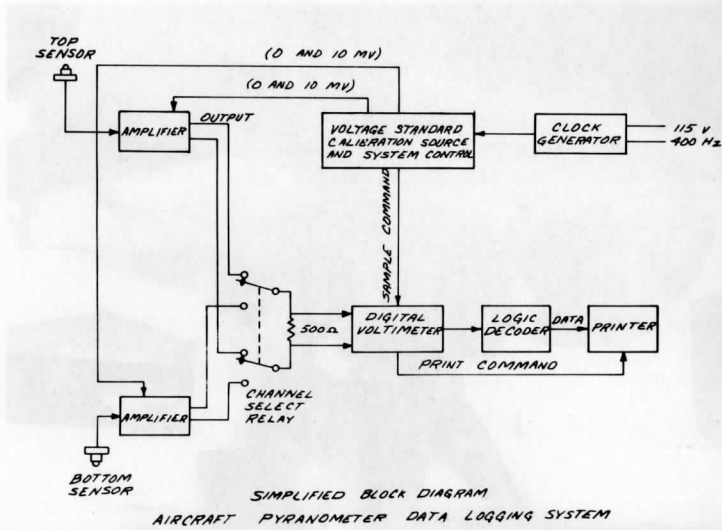 TOP
SENSOR
(0 AND 10 MV)
(0 AND 10 MV)
AMPLIFIER
OUTPUT
VOLTAGE STANDARD
CALIBRATION SOURCE
AND SYSTEM CONTROL
CLOCK
GENERATOR
115 V
400 Hz
SAMPLE COMMAND
500Ω
DIGITAL
VOLTIMETER
LOGIC
DECODER
DATA
PRINTER
PRINT COMMAND
CHANNEL
SELECT
RELAY
AMPLIFIER
BOTTOM
SENSOR
SIMPLIFIED BLOCK DIAGRAM
AIRCRAFT PYRANOMETER DATA LOGGING SYSTEM